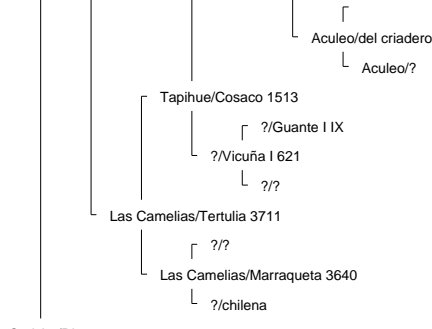 Aculeo/del criadero
Aculeo/?
Tapihue/Cosaco 1513
?/Guante I IX
?/Vicuña I 621
?/?
Las Camelias/Tertulia 3711
?/?
Las Camelias/Marraqueta 3640
?/chilena